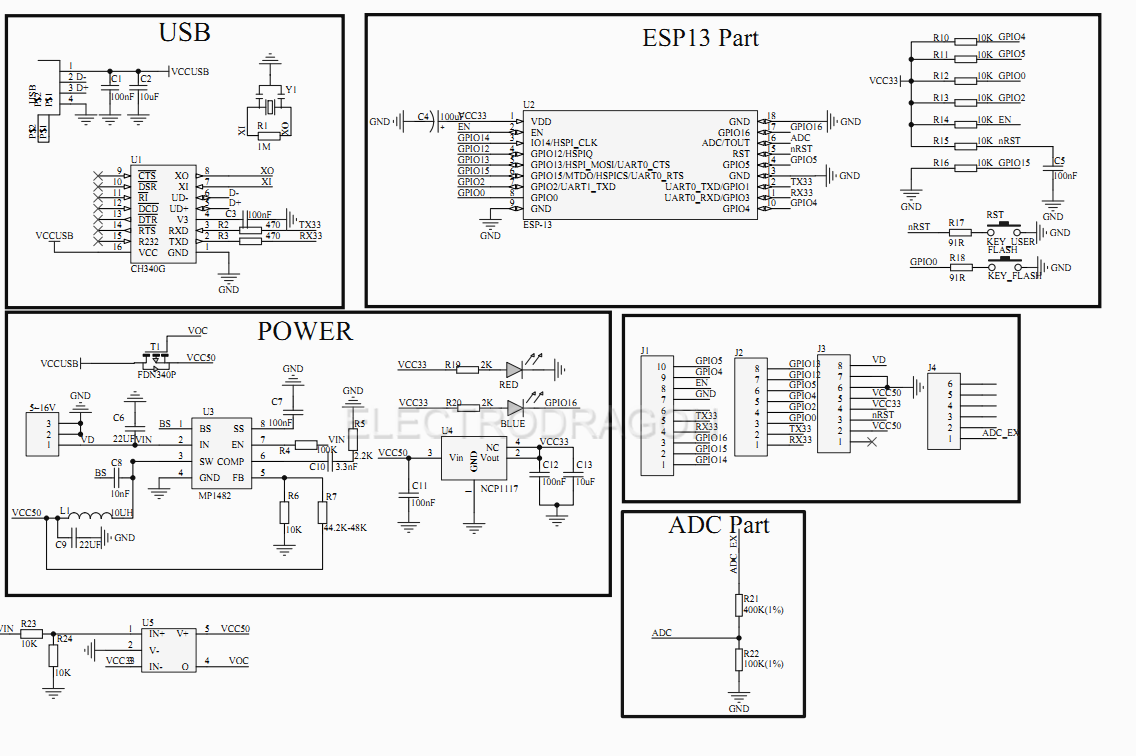 USB
VCCUSB
1
2 D-
3 D+
4
USB
PS2
PS1
PS2
PS1
C1
100nF
C2
10uF
Y1
XI
R1
XO
1M
U1
9 CTS
10 DSR
11 RI
12 DCD
13 DTR
14 RTS
15 R232
16 VCC
XO 8 XO
XI 7 XI
UD- 6 D-
UD+ 5 D+
V3 4 C3 100nF
RXD 3 R2 470 TX33
TXD 2 R3 470 RX33
GND 1
VCCUSB
CH340G
GND
ESP13 Part
U2
GND C4 100uF
+
VCC33 1 VDD
EN 2 EN
GPIO14 3 IO14/HSPI_CLK
GPIO12 4 GPIO12/HSPIQ
GPIO13 5 GPIO13/HSPI_MOSI/UART0_CTS
GPIO15 6 GPIO15/MTDO/HSPICS/UART0_RTS
GPIO2 7 GPIO2/UART1_TXD
GPIO0 8 GPIO0
9 GND
GND 18 GND
GPIO16 17 GPIO16
ADC/TOUT 16 ADC
RST 15 nRST
GPIO5 14 GPIO5
GND 13 GND
UART0_TXD/GPIO1 12 TX33
UART0_RXD/GPIO3 11 RX33
GPIO4 10 GPIO4
ESP-13
GND
VCC33
R10 10K GPIO4
R11 10K GPIO5
R12 10K GPIO0
R13 10K GPIO2
R14 10K EN
R15 10K nRST
R16 10K GPIO15
C5
100nF
GND
GND
nRST R17 RST
91R KEY_USER GND
GPIO0 R18 FLASH
91R KEY_FLASH GND
POWER
VOC
T1
VCCUSB
VCC50
FDN340P
5~16V
3
2
1
GND
VD
C6
22UF
VIN
BS
U3
1 BS
2 IN
3 SW
4 GND
SS 8
EN 7
COMP 6
FB 5
MP1482
GND
C7
100nF
R4
100K
VIN
C10 3.3nF
GND
R5
2.2K
C8
BS
10nF
VCC50
L1
10UH
C9 22UF GND
R6
10K
R7
44.2K-48K
VCC33 R19 2K
RED
VCC33 R20 2K GPIO16
BLUE
ELECTRODRAGON
VCC50 3
U4
Vin
GND
NC 4
Vout 2
VCC33
1
NCP1117
C11
100nF
C12
100nF
C13
10uF
J1
10 GPIO5
9 GPIO4
8 EN
7 GND
6
5 TX33
4 RX33
3 GPIO16
2 GPIO15
1 GPIO14
J2
8 GPIO13
7 GPIO12
6 GPIO5
5 GPIO4
4 GPIO2
3 GPIO0
2 TX33
1 RX33
J3
8 VD
7
6
5 VCC50
4 VCC33
3 nRST
2 VCC50
1
J4
6
5
4
3
2
1 ADC_EX
ADC Part
ADC_EX
R21
400K(1%)
ADC
R22
100K(1%)
GND
VIN R23
10K
R24
10K
U5
1 IN+
2 V-
VCC33 3 IN-
V+ 5 VCC50
O 4 VOC